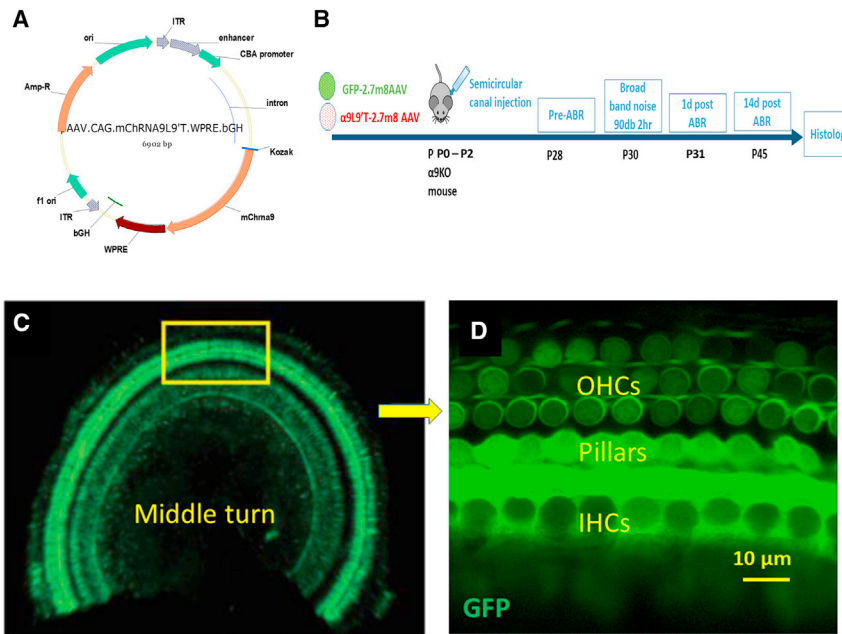 A
ITR
ori
enhancer
CBA promoter
Amp-R
intron
pAAV.CAG.mChRNA9L9'T.WPRE.bGH
6902 bp
Kozak
f1 ori
ITR
bGH
mChrna9
WPRE
B
GFP-2.7m8AAV
α9L9'T-2.7m8 AAV
Semicircular
canal injection
Pre-ABR
Broad
band noise
90db 2hr
1d post
ABR
14d post
ABR
Histolog
P P0 – P2
α9KO
mouse
P28
P30
P31
P45
C
Middle turn
D
OHCs
Pillars
IHCs
10 μm
GFP